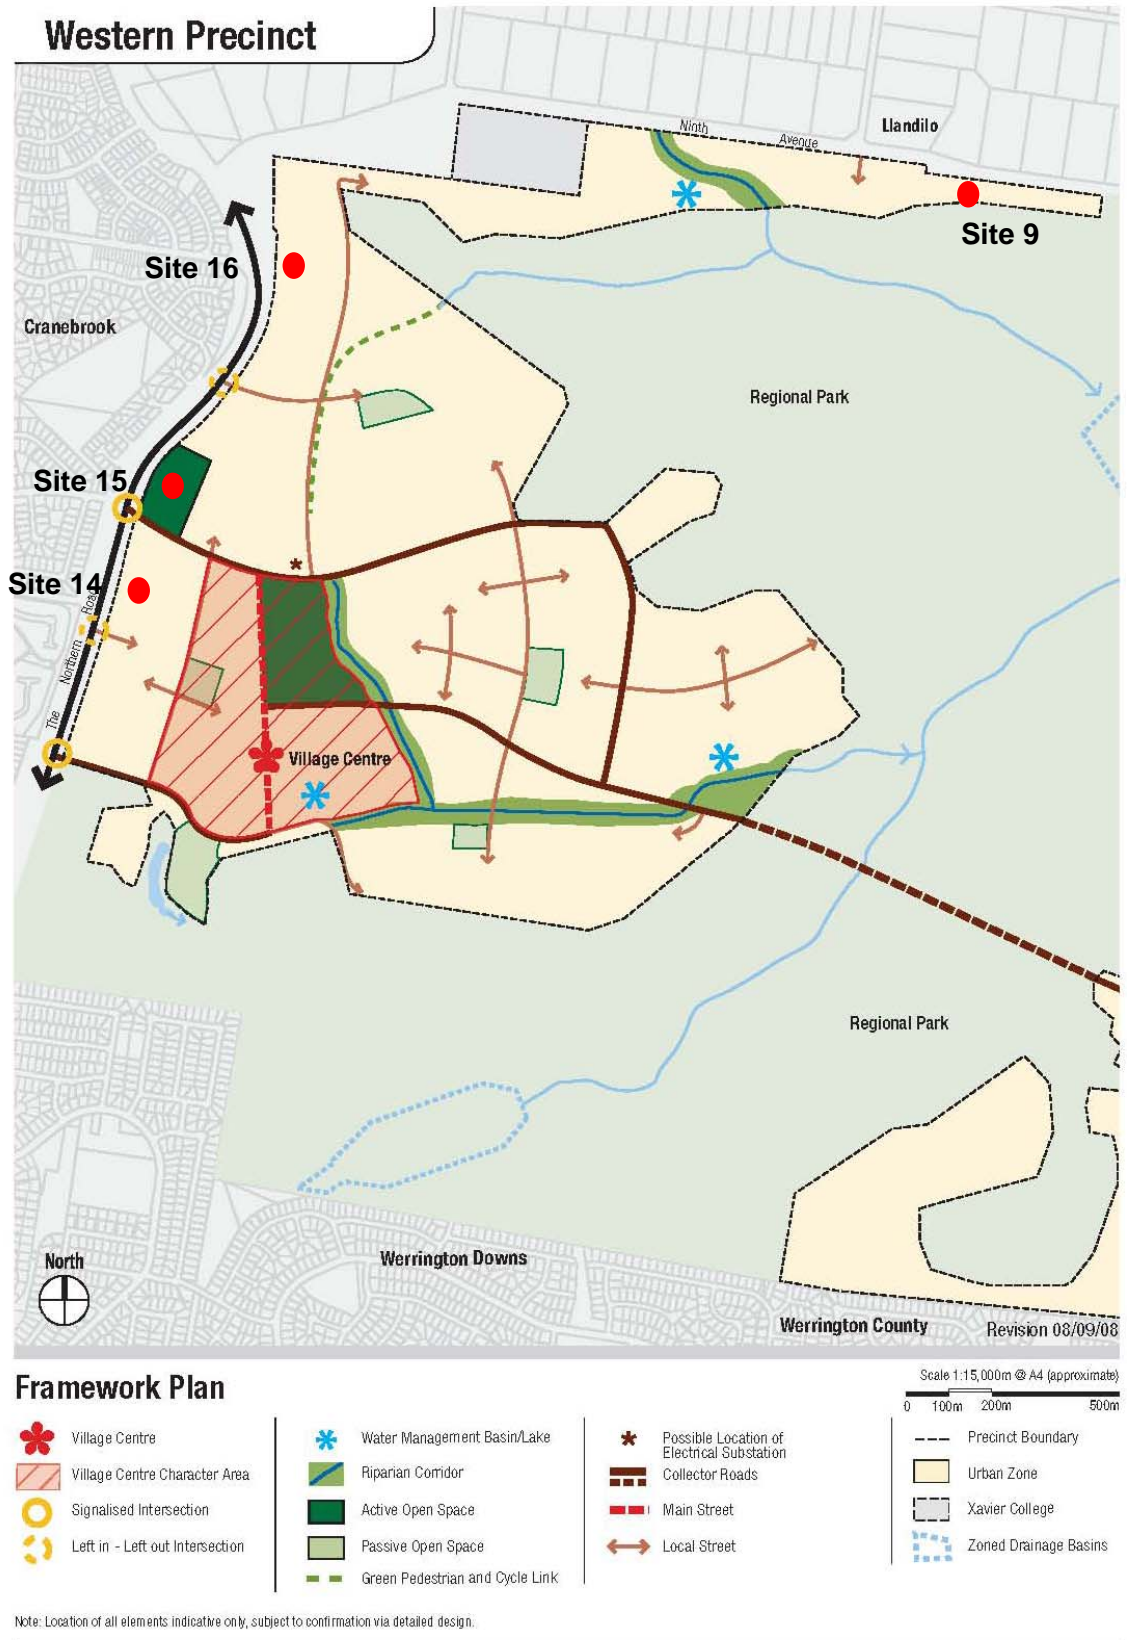 Western Precinct
Ninth Avenue
Llandilo
Site 9
Site 16
Cranebrook
Regional Park
Site 15
Site 14
The Northern Road
Village Centre
Regional Park
North
Werrington Downs
Werrington County
Revision 08/09/08
Framework Plan
Scale 1:15,000m @ A4 (approximate)
0 100m 200m 500m
Village Centre
Village Centre Character Area
Signalised Intersection
Left in - Left out Intersection
Water Management Basin/Lake
Riparian Corridor
Active Open Space
Passive Open Space
Green Pedestrian and Cycle Link
Possible Location of
Electrical Substation
Collector Roads
Main Street
Local Street
Precinct Boundary
Urban Zone
Xavier College
Zoned Drainage Basins
Note: Location of all elements indicative only, subject to confirmation via detailed design.